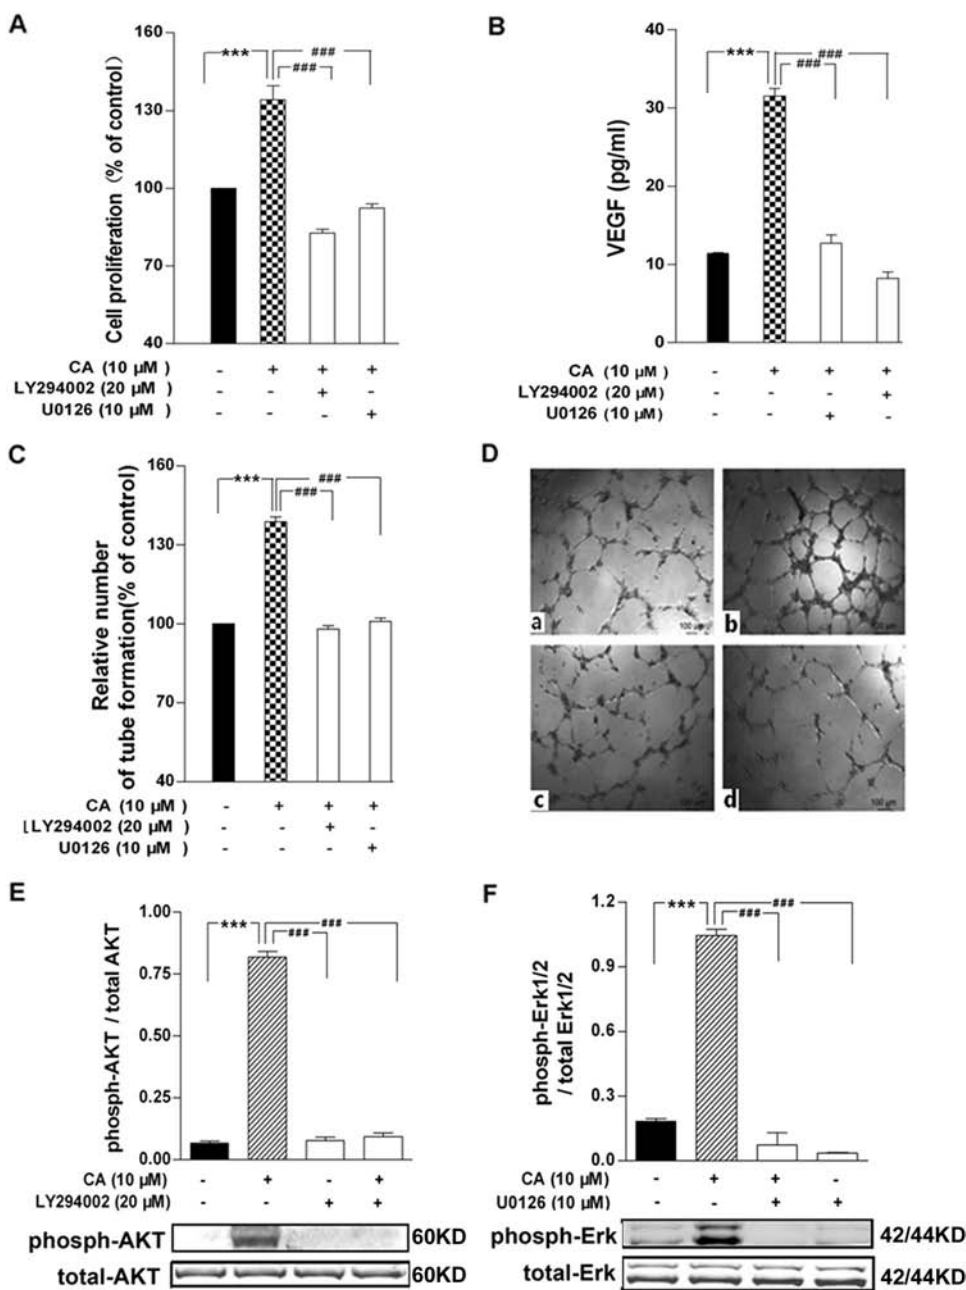 A
Cell proliferation (% of control)
160
130
100
70
40
***
###
###
CA (10 µM ) - + + +
LY294002 (20 µM ) - - + -
U0126 (10 µM ) - - - +
B
VEGF (pg/ml)
40
30
20
10
0
***
###
###
CA (10 µM ) - + + +
LY294002 (20 µM ) - - - +
U0126 (10 µM) - - + -
C
Relative number
of tube formation(% of control)
160
130
100
70
40
***
###
###
CA (10 µM ) - + + +
LY294002 (20 µM ) - - + -
U0126 (10 µM ) - - - +
D
a
100 µm
b
100 µm
c
100 µm
d
100 µm
E
phosph-AKT / total AKT
1.00
0.75
0.50
0.25
0.00
***
###
###
CA (10 µM) - + - +
LY294002 (20 µM) - - + +
phosph-AKT 60KD
total-AKT 60KD
F
phosph-Erk1/2
/ total Erk1/2
1.2
0.9
0.6
0.3
0.0
***
###
###
CA (10 µM) - + + -
U0126 (10 µM) - - + +
phosph-Erk 42/44KD
total-Erk 42/44KD